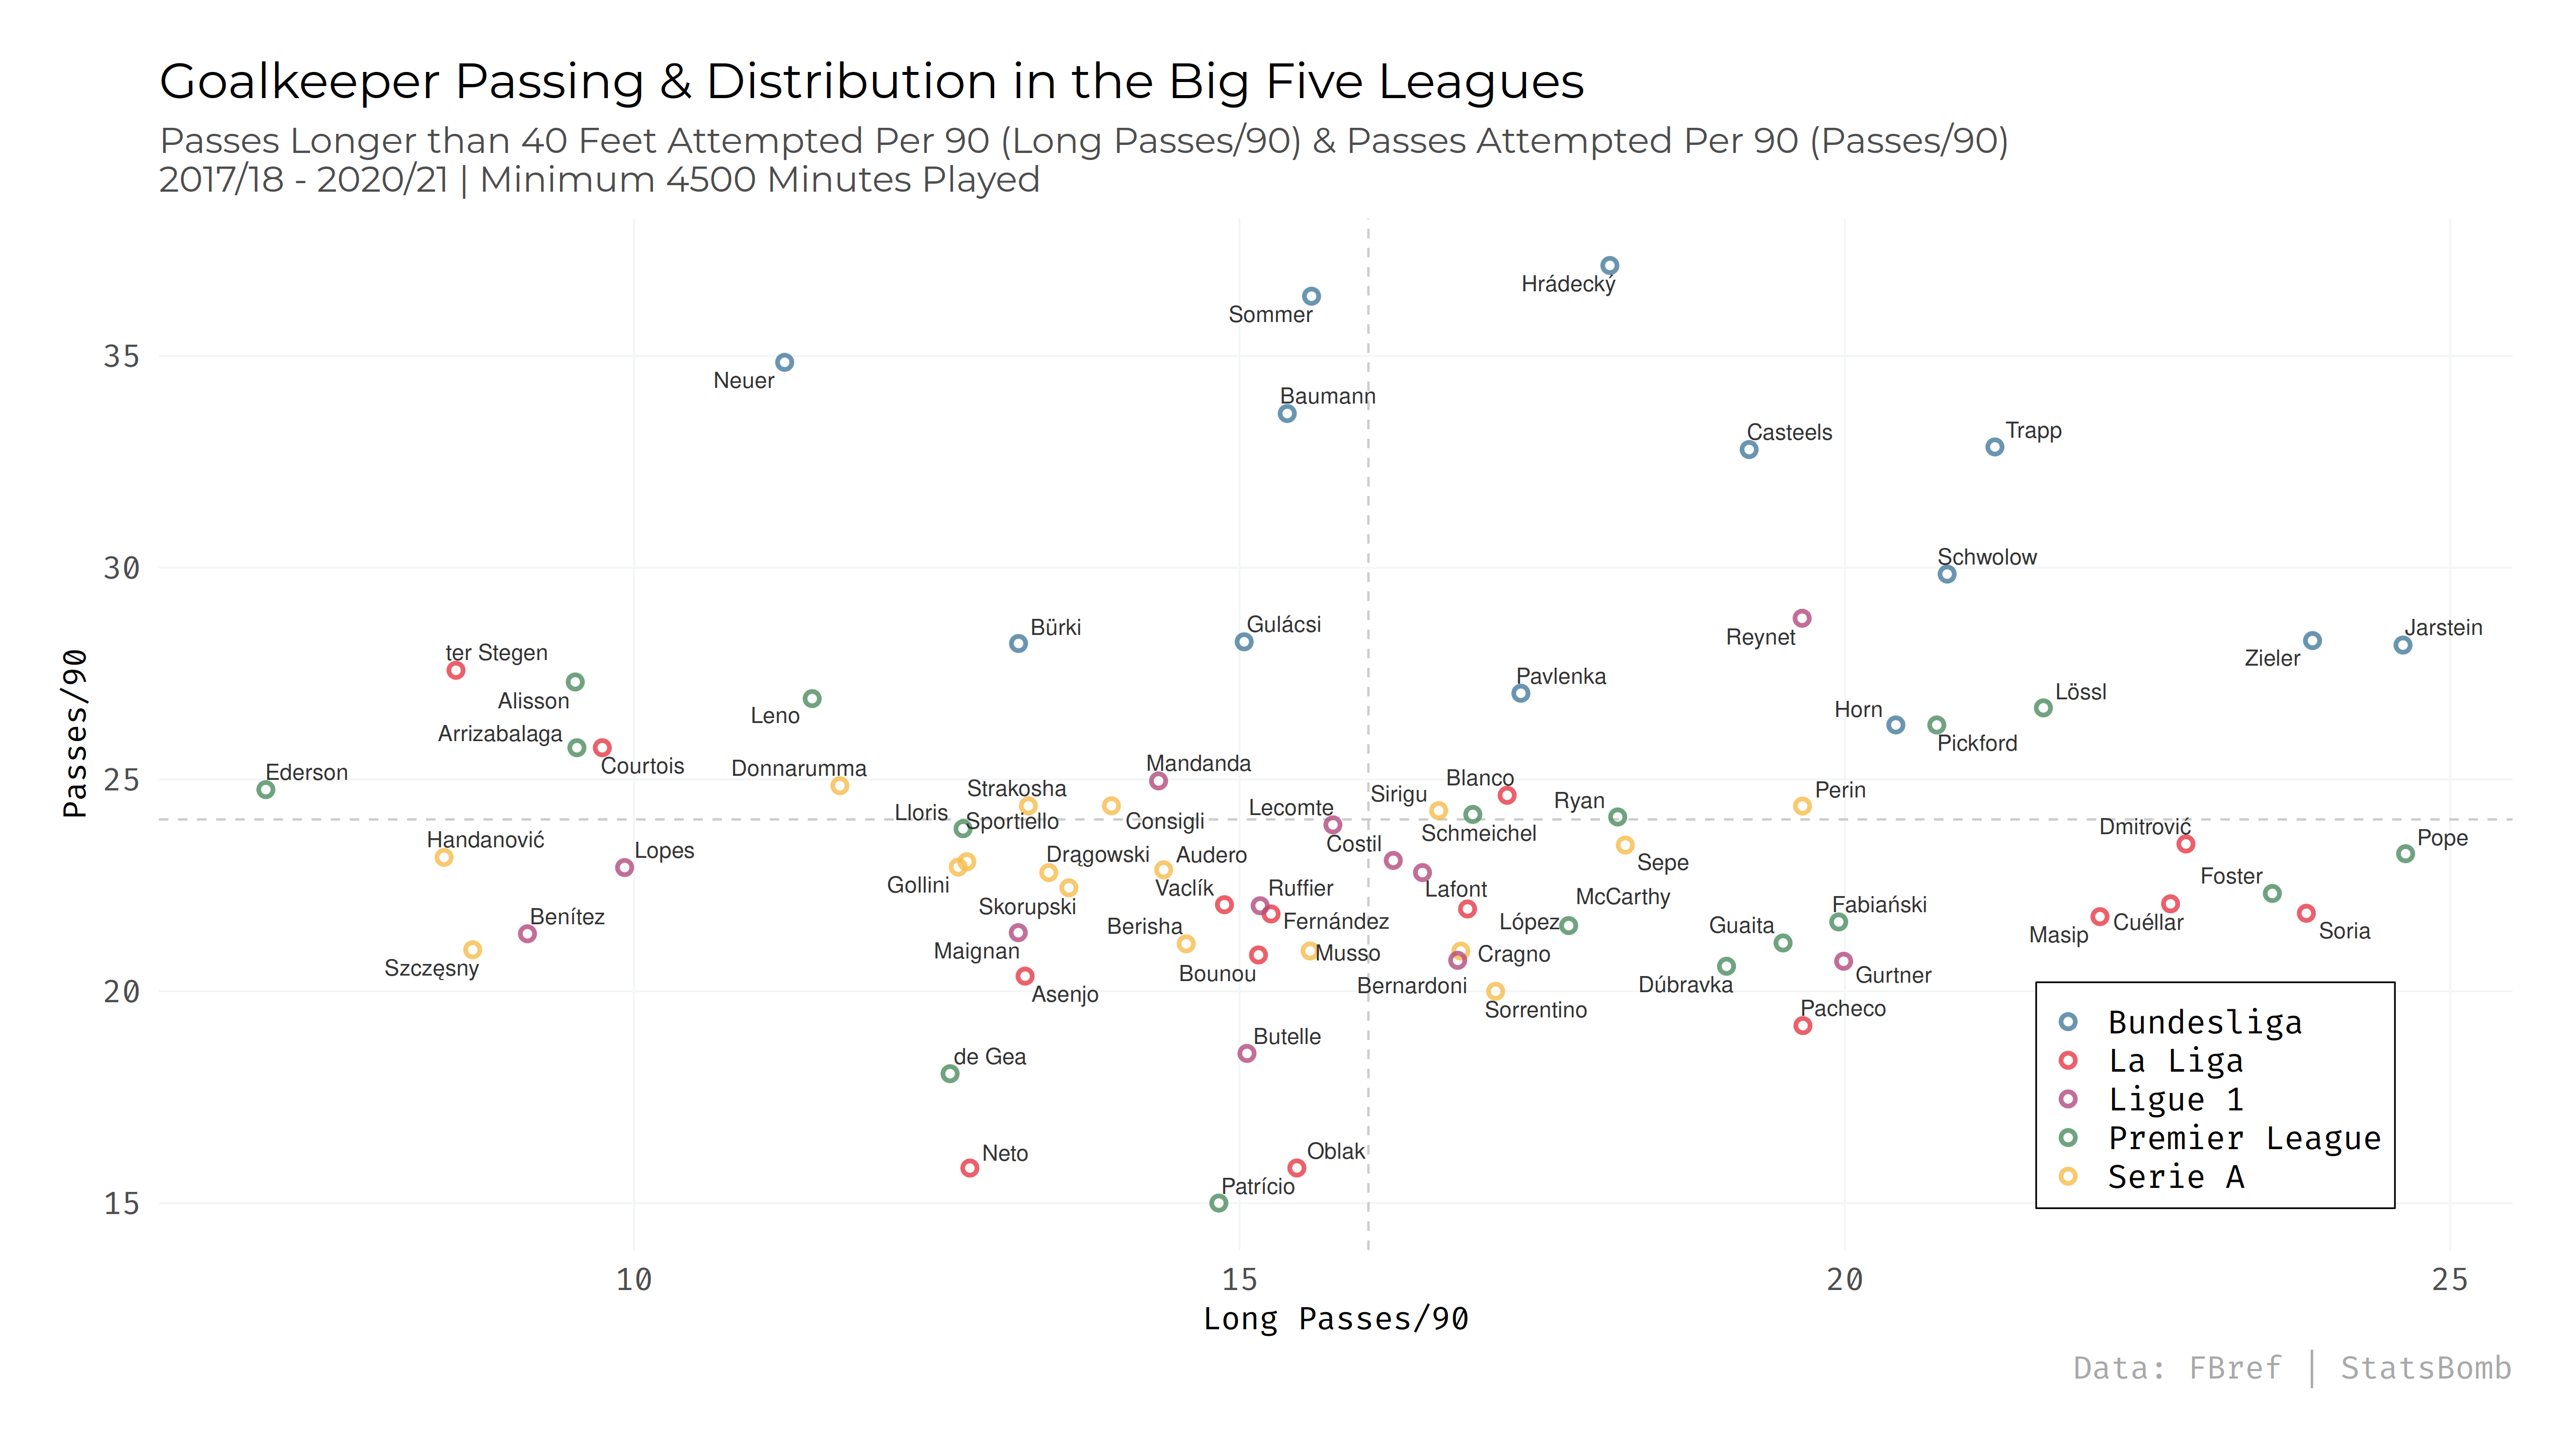 Goalkeeper Passing & Distribution in the Big Five Leagues
Passes Longer than 40 Feet Attempted Per 90 (Long Passes/90) & Passes Attempted Per 90 (Passes/90)
2017/18 - 2020/21 | Minimum 4500 Minutes Played
Passes/90
35
30
25
20
15
Hrádecký
Sommer
Neuer
Baumann
Casteels
Trapp
Schwolow
Bürki
Gulácsi
Reynet
Jarstein
Zieler
ter Stegen
Alisson
Pavlenka
Lössl
Leno
Horn
Arrizabalaga
Pickford
Courtois
Ederson
Donnarumma
Mandanda
Blanco
Strakosha
Sirigu
Ryan
Perin
Lloris
Sportiello
Consigli
Lecomte
Schmeichel
Dmitrović
Handanović
Lopes
Drągowski
Audero
Costil
Sepe
Pope
Gollini
Vaclík
Ruffier
Lafont
McCarthy
Foster
Skorupski
Benítez
Berisha
Fernández
López
Guaita
Fabiański
Masip
Cuéllar
Soria
Maignan
Musso
Cragno
Szczęsny
Asenjo
Bounou
Bernardoni
Dúbravka
Gurtner
Sorrentino
Pacheco
Butelle
de Gea
Neto
Oblak
Patrício
Bundesliga
La Liga
Ligue 1
Premier League
Serie A
10
15
20
25
Long Passes/90
Data: FBref | StatsBomb